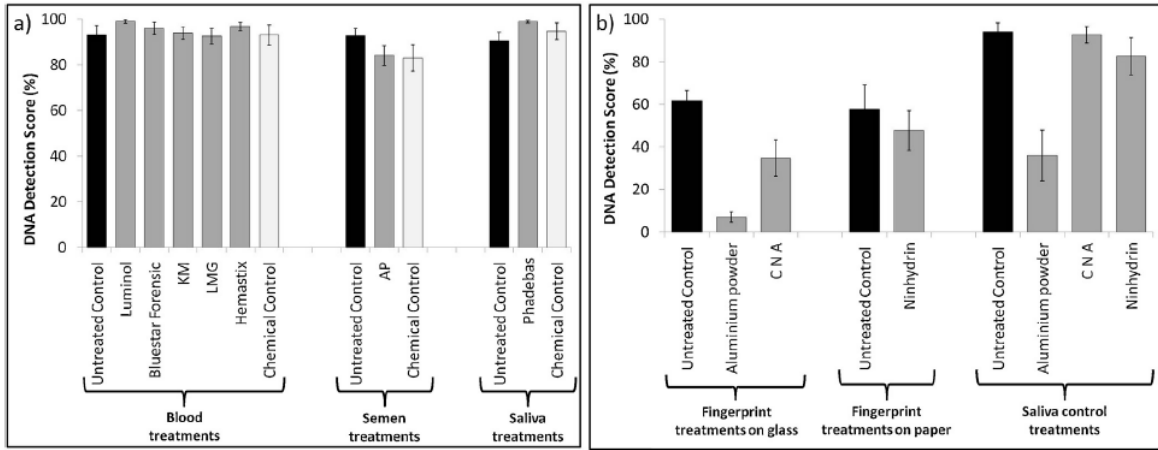 a)
DNA Detection Score (%)
100
80
60
40
20
0
Untreated Control
Luminol
Bluestar Forensic
KM
LMG
Hemastix
Chemical Control
Untreated Control
AP
Chemical Control
Untreated Control
Phadebas
Chemical Control
Blood
treatments
Semen
treatments
Saliva
treatments
b)
DNA Detection Score (%)
100
80
60
40
20
0
Untreated Control
Aluminium powder
C N A
Untreated Control
Ninhydrin
Untreated Control
Aluminium powder
C N A
Ninhydrin
Fingerprint
treatments on glass
Fingerprint
treatments on paper
Saliva control
treatments